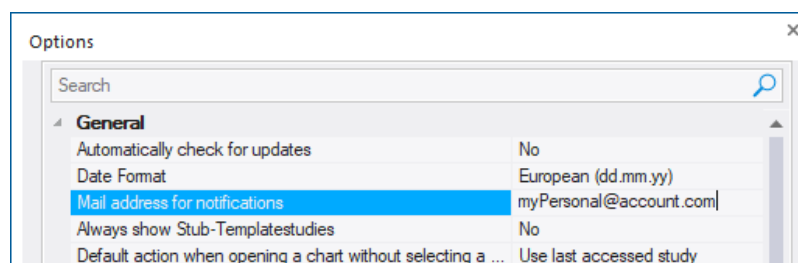 Options
Search
General
Automatically check for updates No
Date Format European (dd.mm.yy)
Mail address for notifications myPersonal@account.com
Always show Stub-Templatestudies No
Default action when opening a chart without selecting a ... Use last accessed study